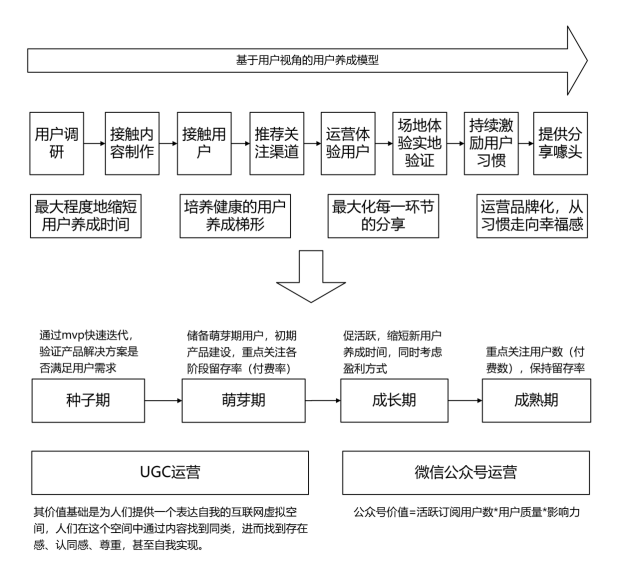 基于用户视角的用户养成模型
用户调
研
接触内
容制作
接触用
户
推荐关
注渠道
运营体
验用户
场地体
验实地
验证
持续激
励用户
习惯
提供分
享噱头
最大程度地缩短
用户养成时间
培养健康的用户
养成梯形
最大化每一环节
的分享
运营品牌化，从
习惯走向幸福感
通过mvp快速迭代，
验证产品解决方案是
否满足用户需求
储备萌芽期用户，初期
产品建设，重点关注各
阶段留存率（付费率）
促活跃，缩短新用户
养成时间，同时考虑
盈利方式
重点关注用户数（付
费数），保持留存率
种子期
萌芽期
成长期
成熟期
UGC运营
微信公众号运营
其价值基础是为人们提供一个表达自我的互联网虚拟空
间，人们在这个空间中通过内容找到同类，进而找到存在
感、认同感、尊重，甚至自我实现。
公众号价值=活跃订阅用户数*用户质量*影响力